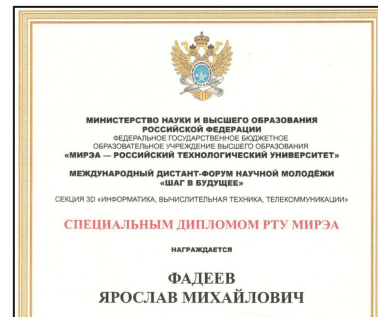 МИНИСТЕРСТВО НАУКИ И ВЫСШЕГО ОБРАЗОВАНИЯ
РОССИЙСКОЙ ФЕДЕРАЦИИ
ФЕДЕРАЛЬНОЕ ГОСУДАРСТВЕННОЕ БЮДЖЕТНОЕ
ОБРАЗОВАТЕЛЬНОЕ УЧРЕЖДЕНИЕ ВЫСШЕГО ОБРАЗОВАНИЯ
«МИРЭА — РОССИЙСКИЙ ТЕХНОЛОГИЧЕСКИЙ УНИВЕРСИТЕТ»
МЕЖДУНАРОДНЫЙ ДИСТАНТ-ФОРУМ НАУЧНОЙ МОЛОДЁЖИ
«ШАГ В БУДУЩЕЕ»
СЕКЦИЯ 3D «ИНФОРМАТИКА, ВЫЧИСЛИТЕЛЬНАЯ ТЕХНИКА, ТЕЛЕКОММУНИКАЦИИ»
СПЕЦИАЛЬНЫМ ДИПЛОМОМ РТУ МИРЭА
НАГРАЖДАЕТСЯ
ФАДЕЕВ
ЯРОСЛАВ МИХАЙЛОВИЧ